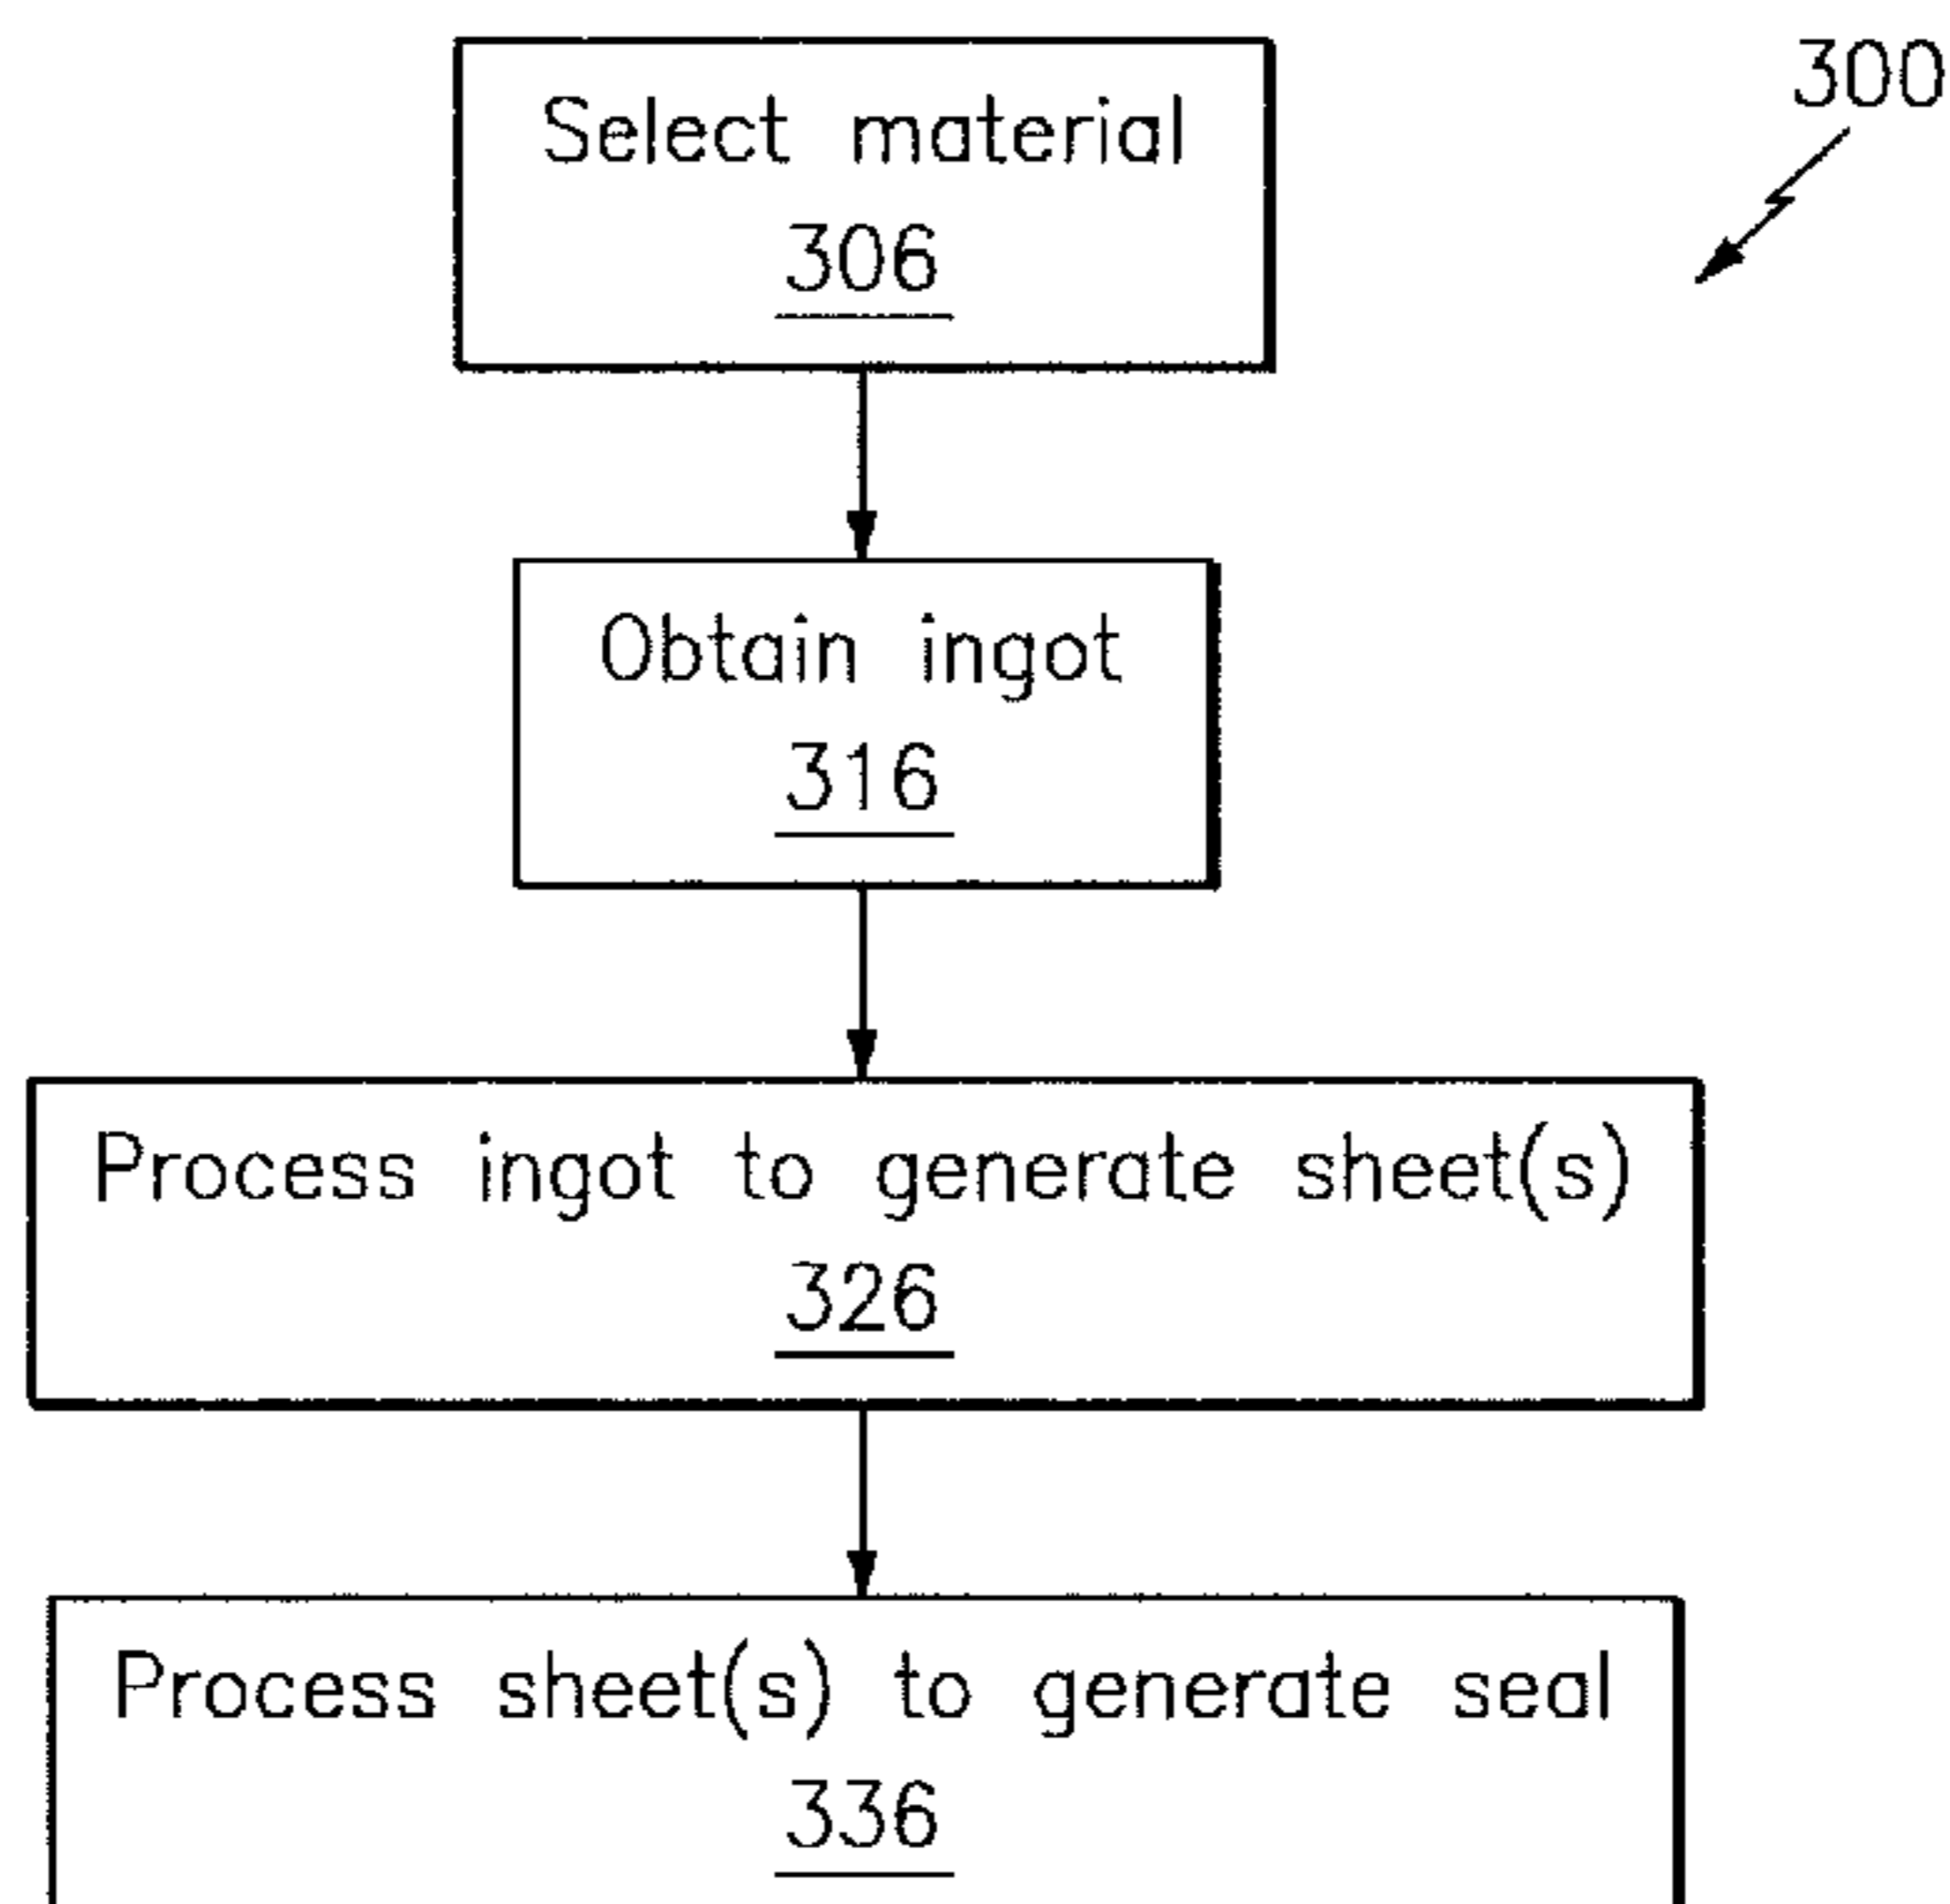 300
Select material
306
Obtain ingot
316
Process ingot to generate sheet(s)
326
Process sheet(s) to generate seal
336